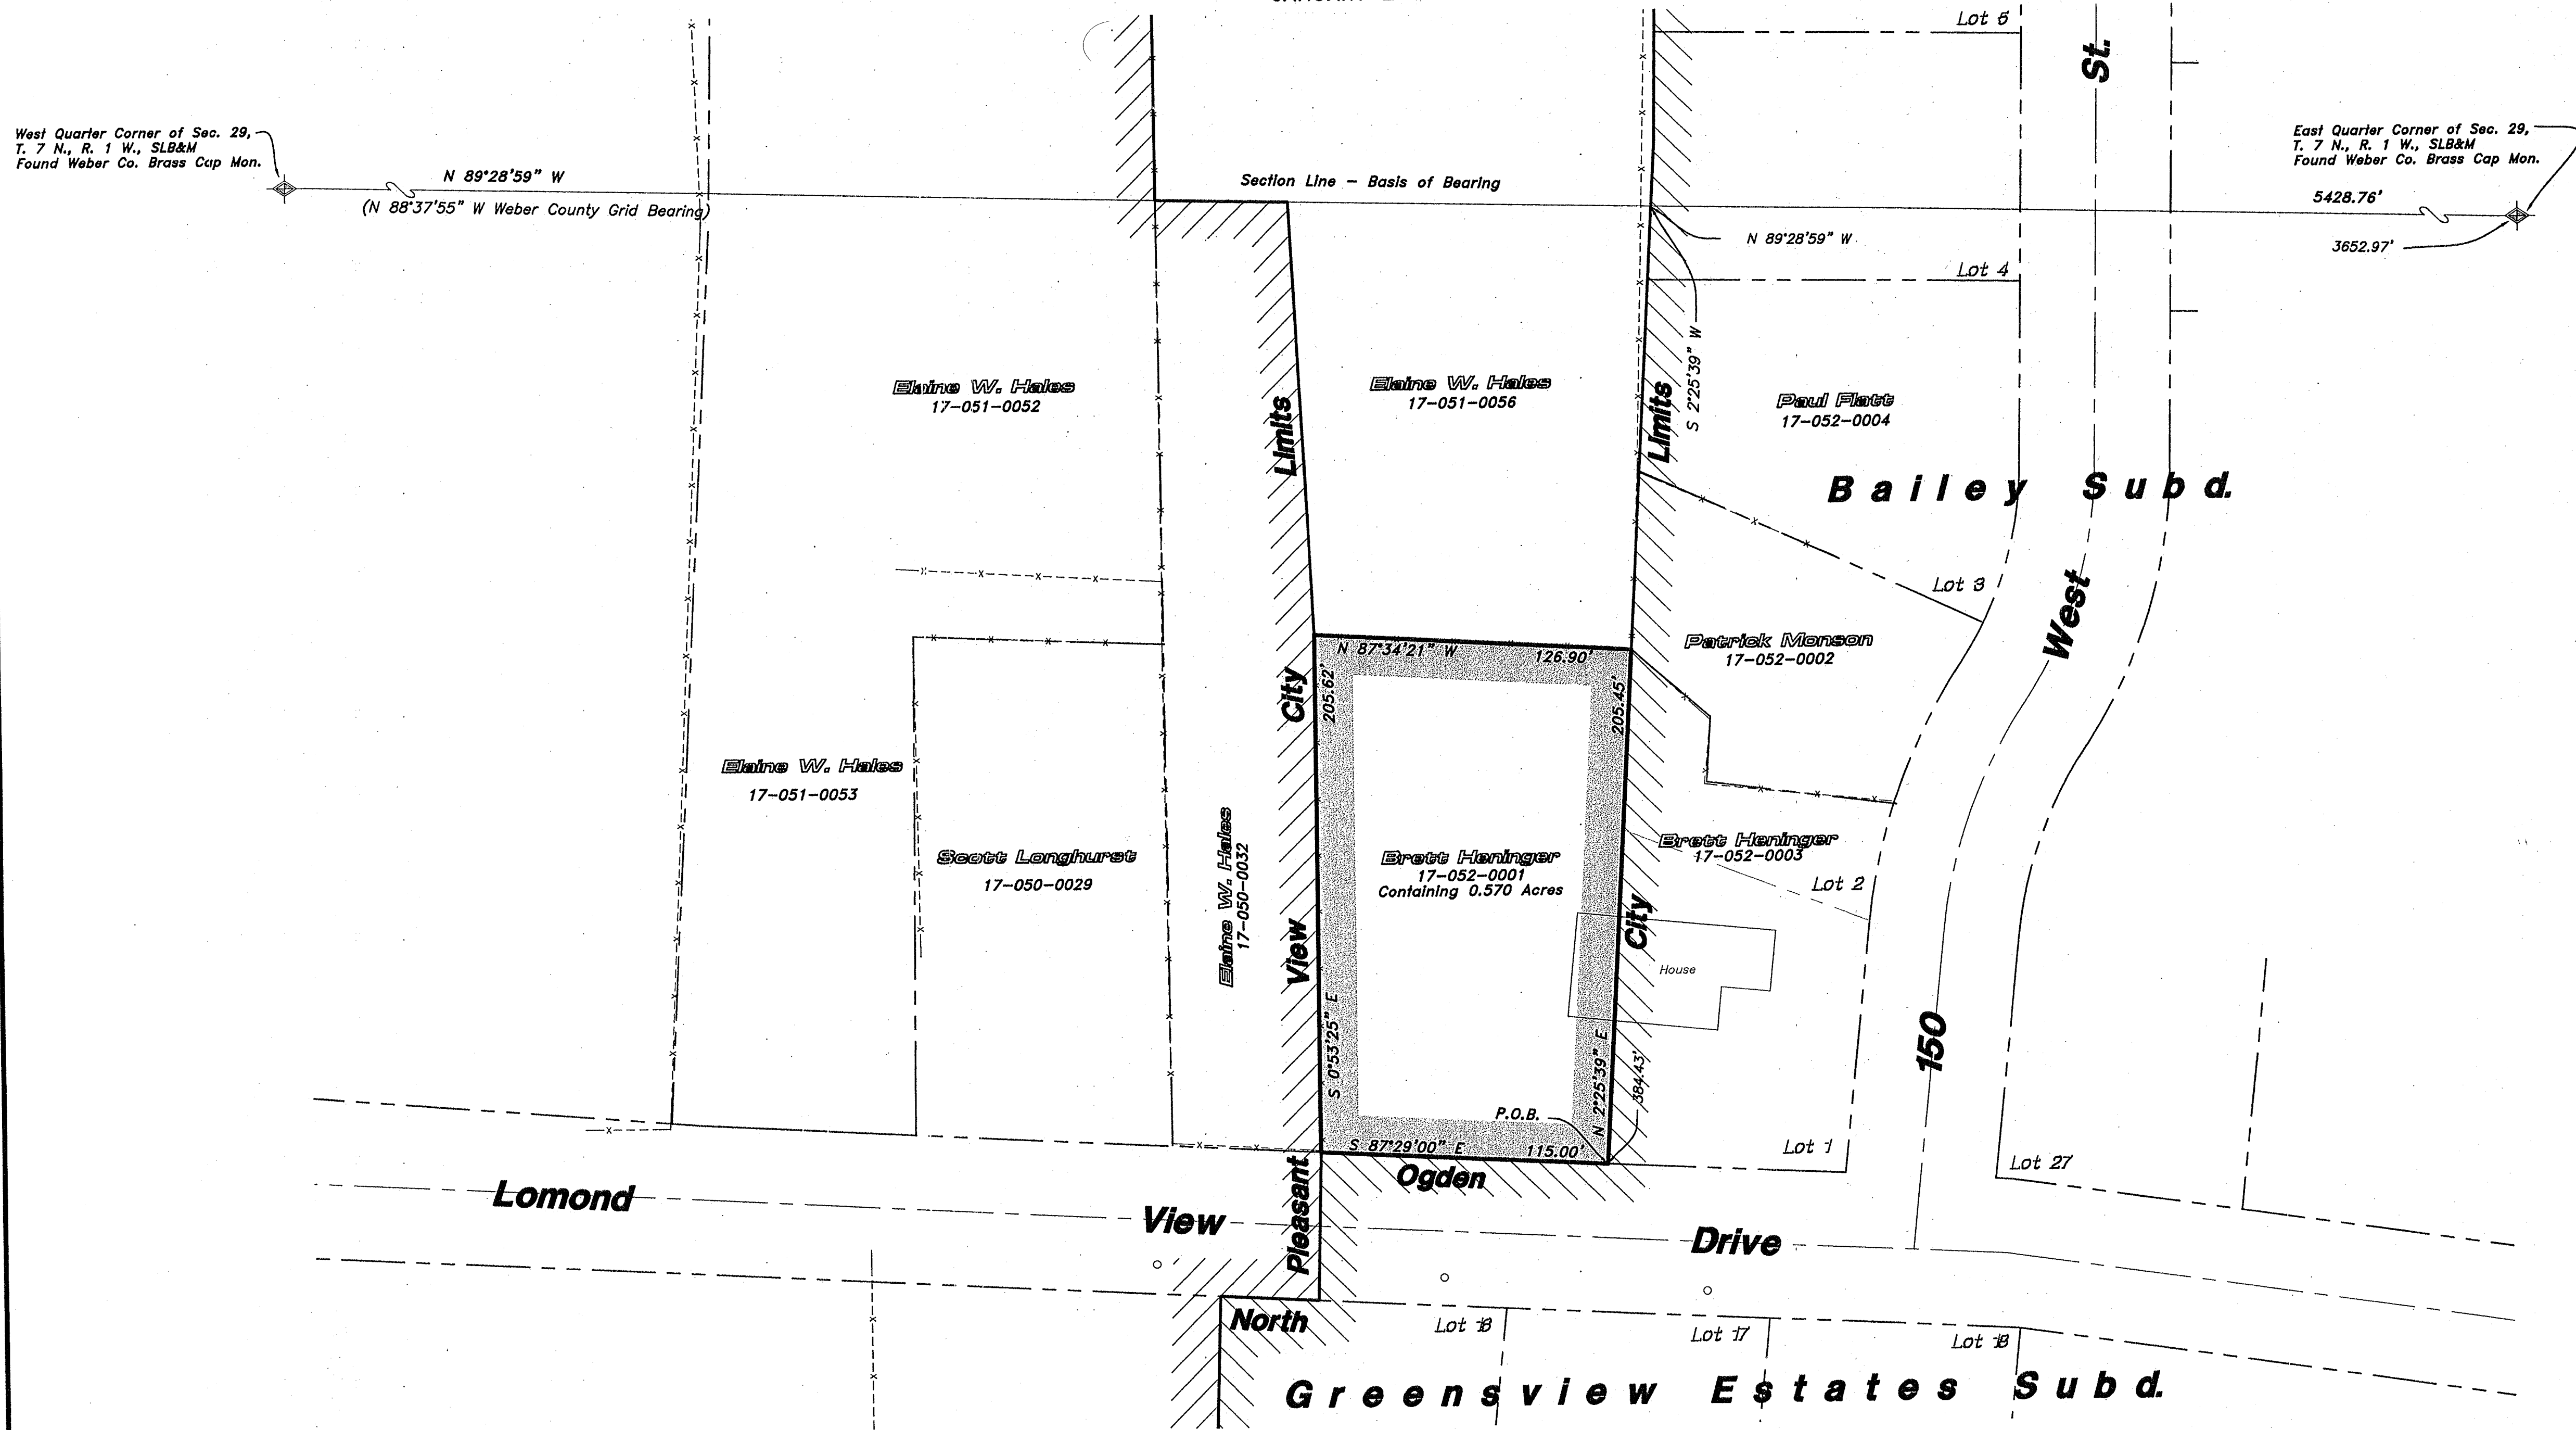 Lot 5
St.
West Quarter Corner of Sec. 29,
T. 7 N., R. 1 W., SLB&M
Found Weber Co. Brass Cap Mon.
East Quarter Corner of Sec. 29,
T. 7 N., R. 1 W., SLB&M
Found Weber Co. Brass Cap Mon.
N 89°28'59" W
(N 88°37'55" W Weber County Grid Bearing)
Section Line - Basis of Bearing
5428.76'
N 89°28'59" W
3652.97'
Lot 4
S 2°25'39" W
Elaine W. Hales
17-051-0052
Limits
Elaine W. Hales
17-051-0056
Limits
Paul Flatt
17-052-0004
Bailey Subd.
Lot 3
West
N 87°34'21" W
126.90'
Patrick Monson
17-052-0002
City
205.62'
205.45'
Elaine W. Hales
17-051-0053
Scott Longhurst
17-050-0029
Elaine W. Hales
17-050-0032
Brett Heninger
17-052-0001
Containing 0.570 Acres
Brett Heninger
17-052-0003
Lot 2
View
City
House
150
S 0°53'25" E
N 2°25'39" E
384.43'
P.O.B.
S 87°29'00" E
115.00'
Lot 1
Lot 27
Pleasant
Ogden
Lomond
View
Drive
North
Lot 17
Greensview Estates Subd.